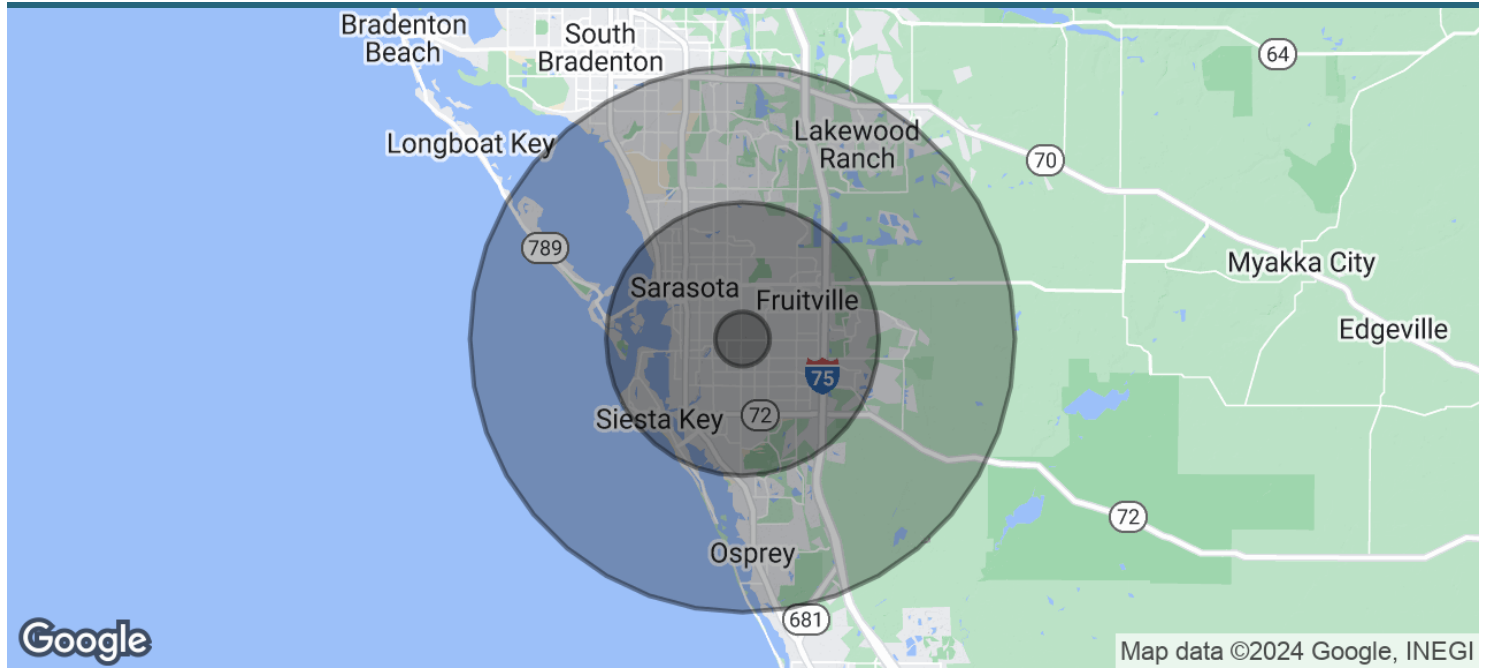 Bradenton
Beach
South
Bradenton
64
Longboat Key
Lakewood
Ranch
70
789
Myakka City
Sarasota
Fruitville
Edgeville
75
Siesta Key
72
72
Osprey
681
Google
Map data ©2024 Google, INEGI